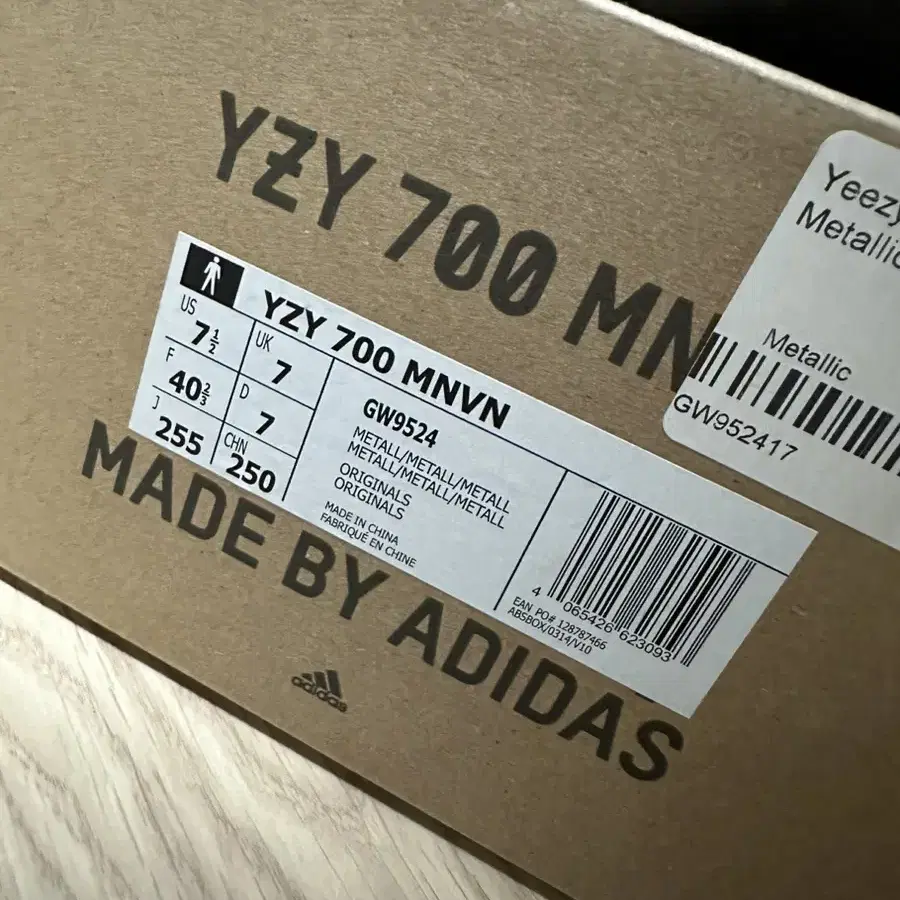 YZY 700 MN
YZY 700 MNVN
US
7½
UK
7
F
40⅔
D
7
J
255
CHN
250
GW9524
METALL/METALL/METALL
METALL/METALL/METALL
ORIGINALS
ORIGINALS
MADE IN CHINA
FABRIQUÉ EN CHINE
4 065426 623093
EAN PO# 128787466
ABSBOX/0314/V10
MADE BY ADIDAS
adidas
Yeezy
Metallic
Metallic
GW952417